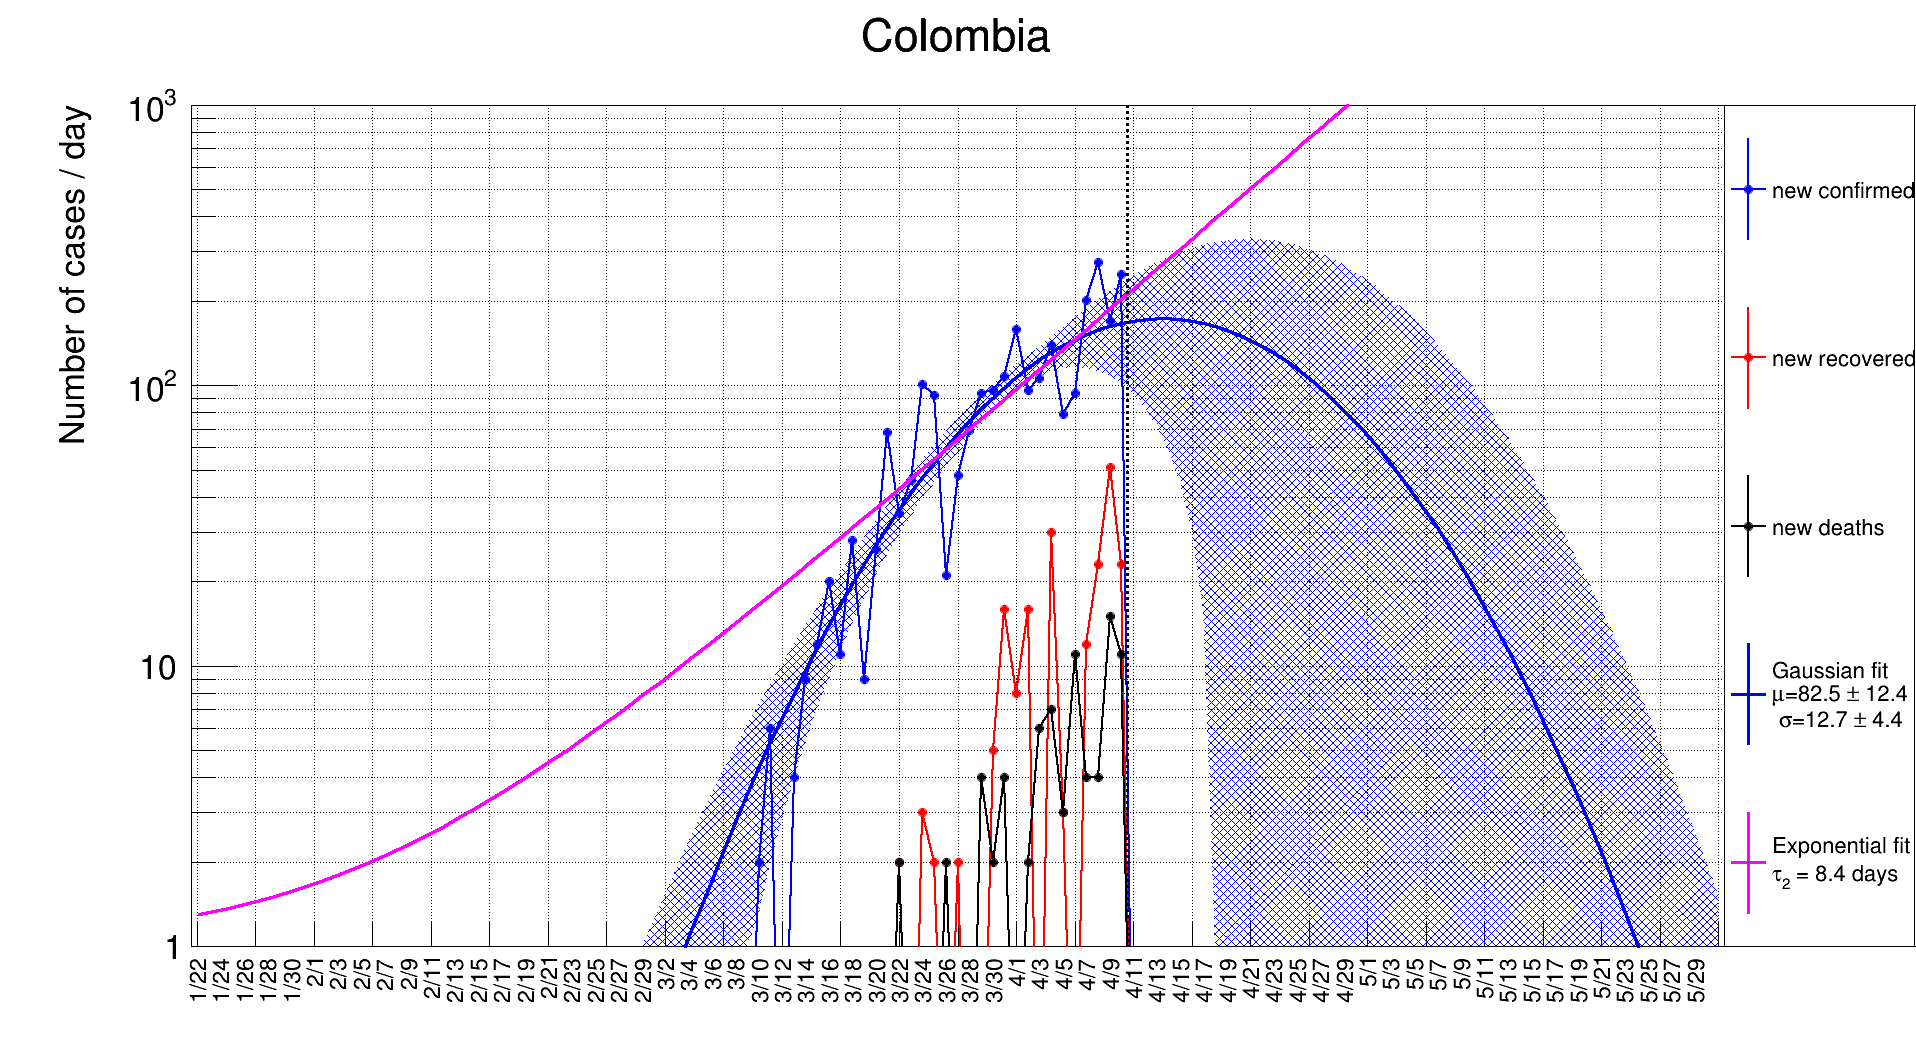 Colombia
Number of cases / day
10³
10²
10
1
1/22 1/24 1/26 1/28 1/30 2/1 2/3 2/5 2/7 2/9 2/11 2/13 2/15 2/17 2/19 2/21 2/23 2/25 2/27 2/29 3/2 3/4 3/6 3/8 3/10 3/12 3/14 3/16 3/18 3/20 3/22 3/24 3/26 3/28 3/30 4/1 4/3 4/5 4/7 4/9 4/11 4/13 4/15 4/17 4/19 4/21 4/23 4/25 4/27 4/29 5/1 5/3 5/5 5/7 5/9 5/11 5/13 5/15 5/17 5/19 5/21 5/23 5/25 5/27 5/29
new confirmed
new recovered
new deaths
Gaussian fit
μ=82.5 ± 12.4
σ=12.7 ± 4.4
Exponential fit
τ₂ = 8.4 days